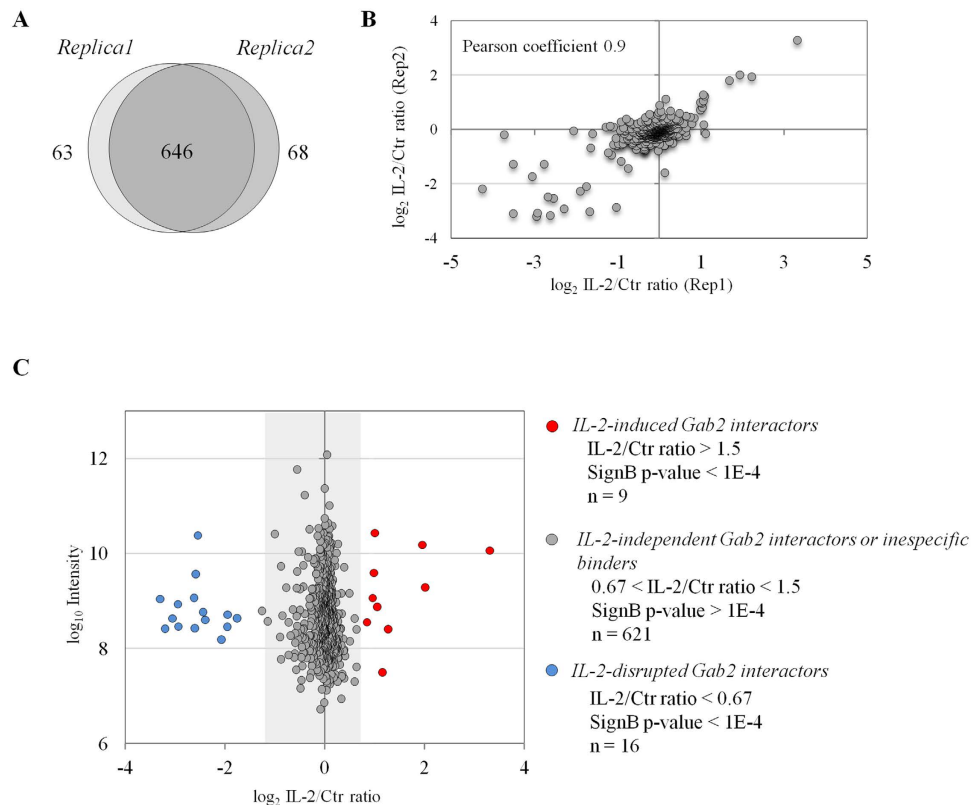 A
Replica1
Replica2
63
646
68
B
Pearson coefficient 0.9
4
2
0
-2
-4
log2 IL-2/Ctr ratio (Rep2)
-5
-3
-1
1
3
5
log2 IL-2/Ctr ratio (Rep1)
C
12
10
8
6
log10 Intensity
-4
-2
0
2
4
log2 IL-2/Ctr ratio
IL-2-induced Gab2 interactors
IL-2/Ctr ratio > 1.5
SignB p-value < 1E-4
n = 9
IL-2-independent Gab2 interactors or inespecific
binders
0.67 < IL-2/Ctr ratio < 1.5
SignB p-value > 1E-4
n = 621
IL-2-disrupted Gab2 interactors
IL-2/Ctr ratio < 0.67
SignB p-value < 1E-4
n = 16